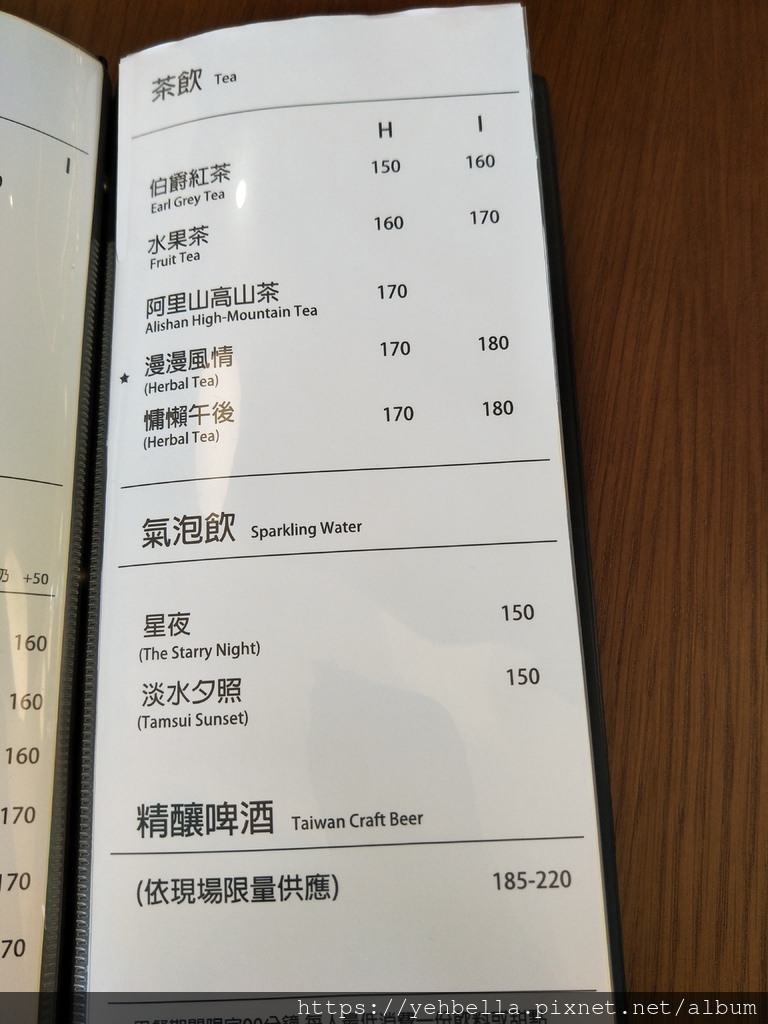 I
+50
160
160
160
170
170
70
茶飲 Tea
H I
伯爵紅茶 150 160
Earl Grey Tea
水果茶 160 170
Fruit Tea
阿里山高山茶 170
Alishan High-Mountain Tea
★ 漫漫風情 170 180
(Herbal Tea)
慵懶午後 170 180
(Herbal Tea)
氣泡飲 Sparkling Water
星夜 150
(The Starry Night)
淡水夕照 150
(Tamsui Sunset)
精釀啤酒 Taiwan Craft Beer
(依現場限量供應) 185-220
https://yehbella.pixnet.net/album